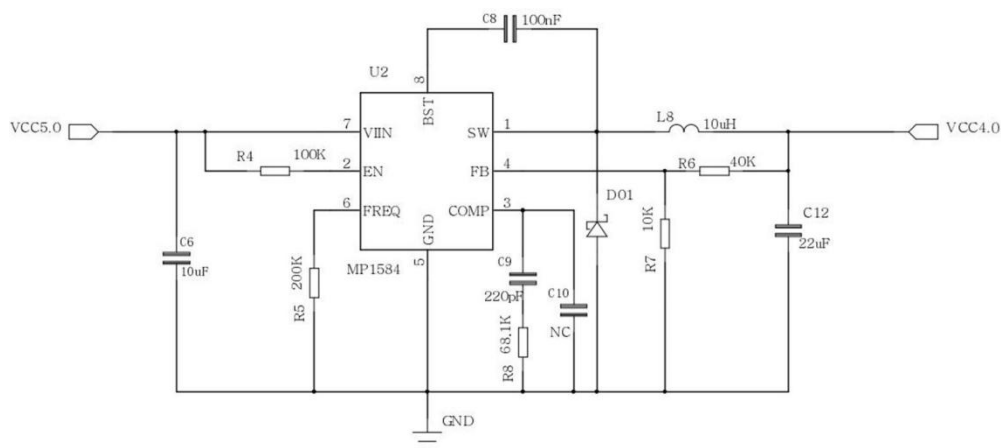 C8
100nF
U2
8
BST
VCC5.0
7
VIIN
SW
1
L8
10uH
VCC4.0
R4
100K
2
EN
FB
4
R6
40K
6
FREQ
COMP
3
DO1
GND
5
MP1584
C6
10uF
R5
200K
C9
220pF
C10
NC
R8
68.1K
R7
10K
C12
22uF
GND